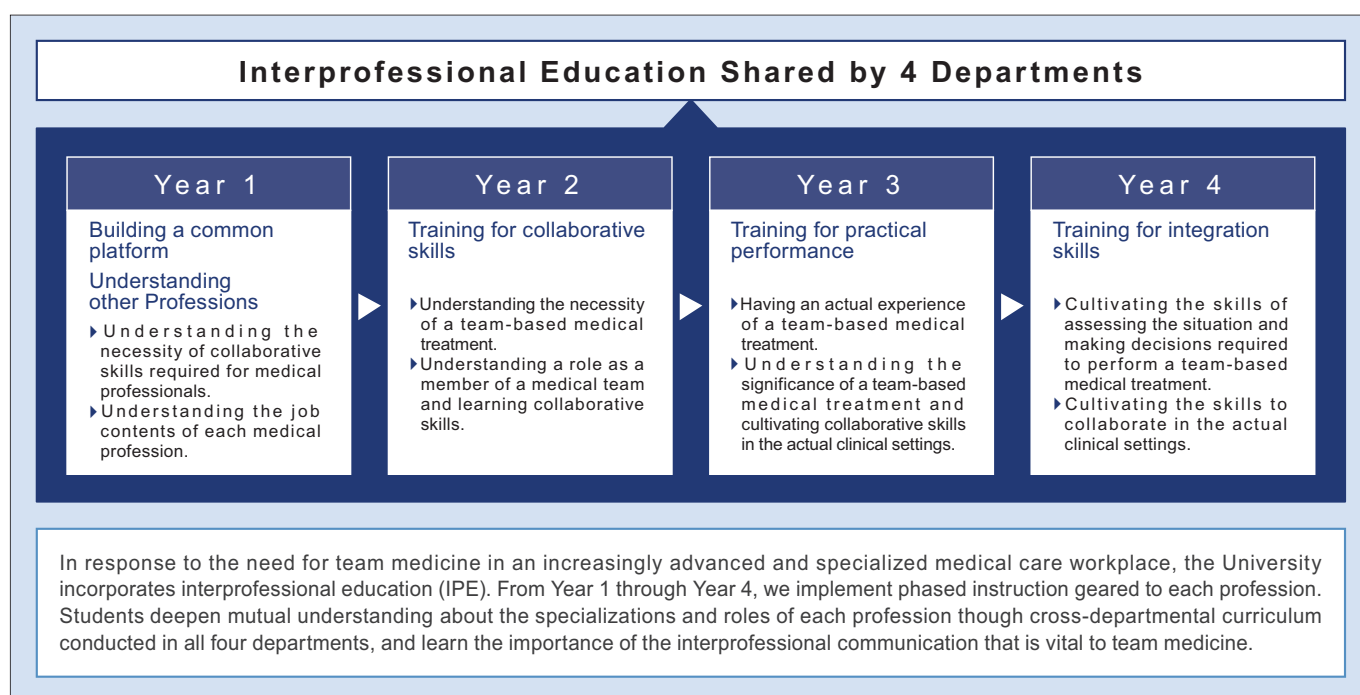 Interprofessional Education Shared by 4 Departments
Year 1
Building a common
platform
Understanding
other Professions
Understanding the
necessity of collaborative
skills required for medical
professionals.
Understanding the job
contents of each medical
profession.
Year 2
Training for collaborative
skills
Understanding the necessity
of a team-based medical
treatment.
Understanding a role as a
member of a medical team
and learning collaborative
skills.
Year 3
Training for practical
performance
Having an actual experience
of a team-based medical
treatment.
Understanding the
significance of a team-based
medical treatment and
cultivating collaborative skills
in the actual clinical settings.
Year 4
Training for integration
skills
Cultivating the skills of
assessing the situation and
making decisions required
to perform a team-based
medical treatment.
Cultivating the skills to
collaborate in the actual
clinical settings.
In response to the need for team medicine in an increasingly advanced and specialized medical care workplace, the University
incorporates interprofessional education (IPE). From Year 1 through Year 4, we implement phased instruction geared to each profession.
Students deepen mutual understanding about the specializations and roles of each profession though cross-departmental curriculum
conducted in all four departments, and learn the importance of the interprofessional communication that is vital to team medicine.